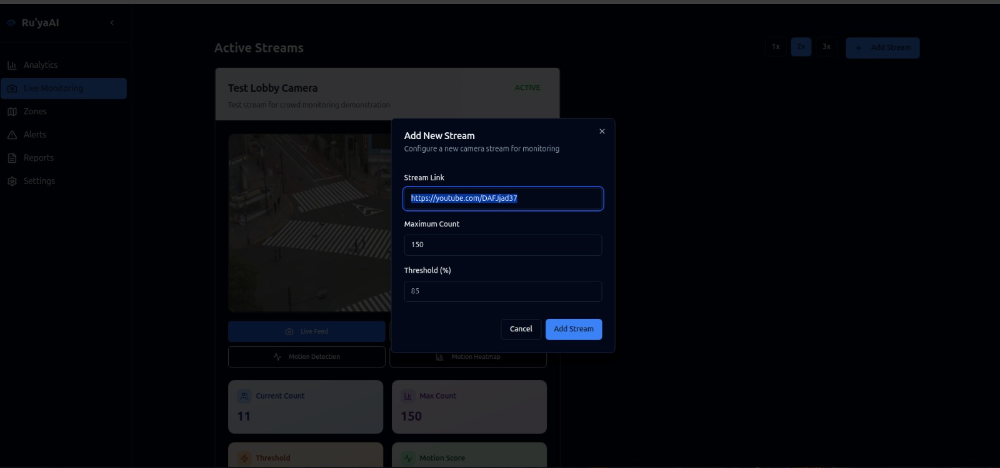 Ru'yaAI
Analytics
Live Monitoring
Zones
Alerts
Reports
Settings
Active Streams
1x
2x
3x
+ Add Stream
Test Lobby Camera
ACTIVE
Test stream for crowd monitoring demonstration
Add New Stream
Configure a new camera stream for monitoring
Stream Link
https://youtube.com/DAFJjad37
Maximum Count
150
Threshold (%)
85
Cancel
Add Stream
Live Feed
Motion Detection
Motion Heatmap
Current Count
11
Max Count
150
Threshold
Motion Score